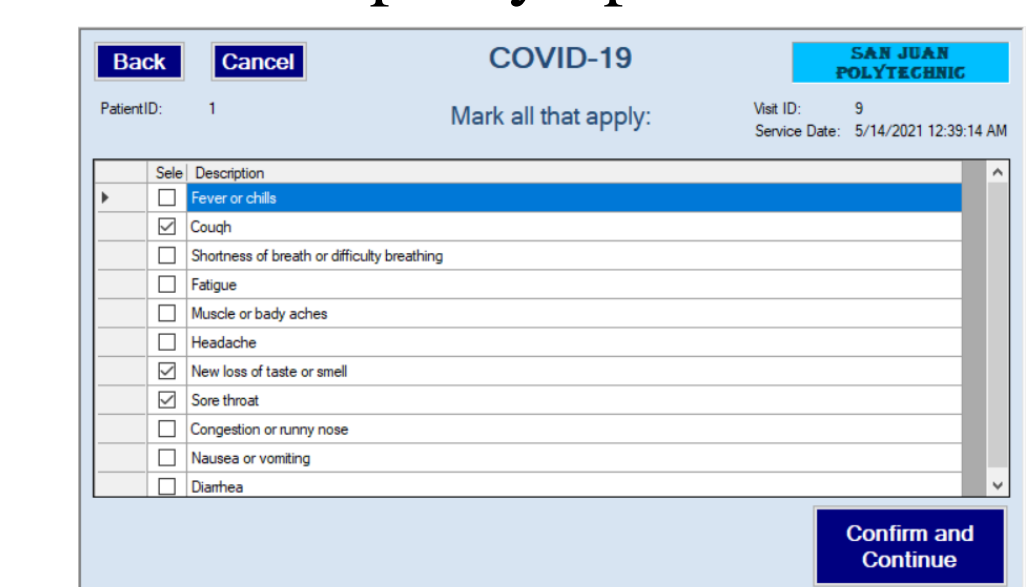 Back Cancel COVID-19 SAN JUAN
POLYTECHNIC
PatientID: 1 Mark all that apply: Visit ID: 9
Service Date: 5/14/2021 12:39:14 AM
Sele Description
Fever or chills
Cough
Shortness of breath or difficulty breathing
Fatigue
Muscle or bady aches
Headache
New loss of taste or smell
Sore throat
Congestion or runny nose
Nausea or vomiting
Diarrhea
Confirm and
Continue